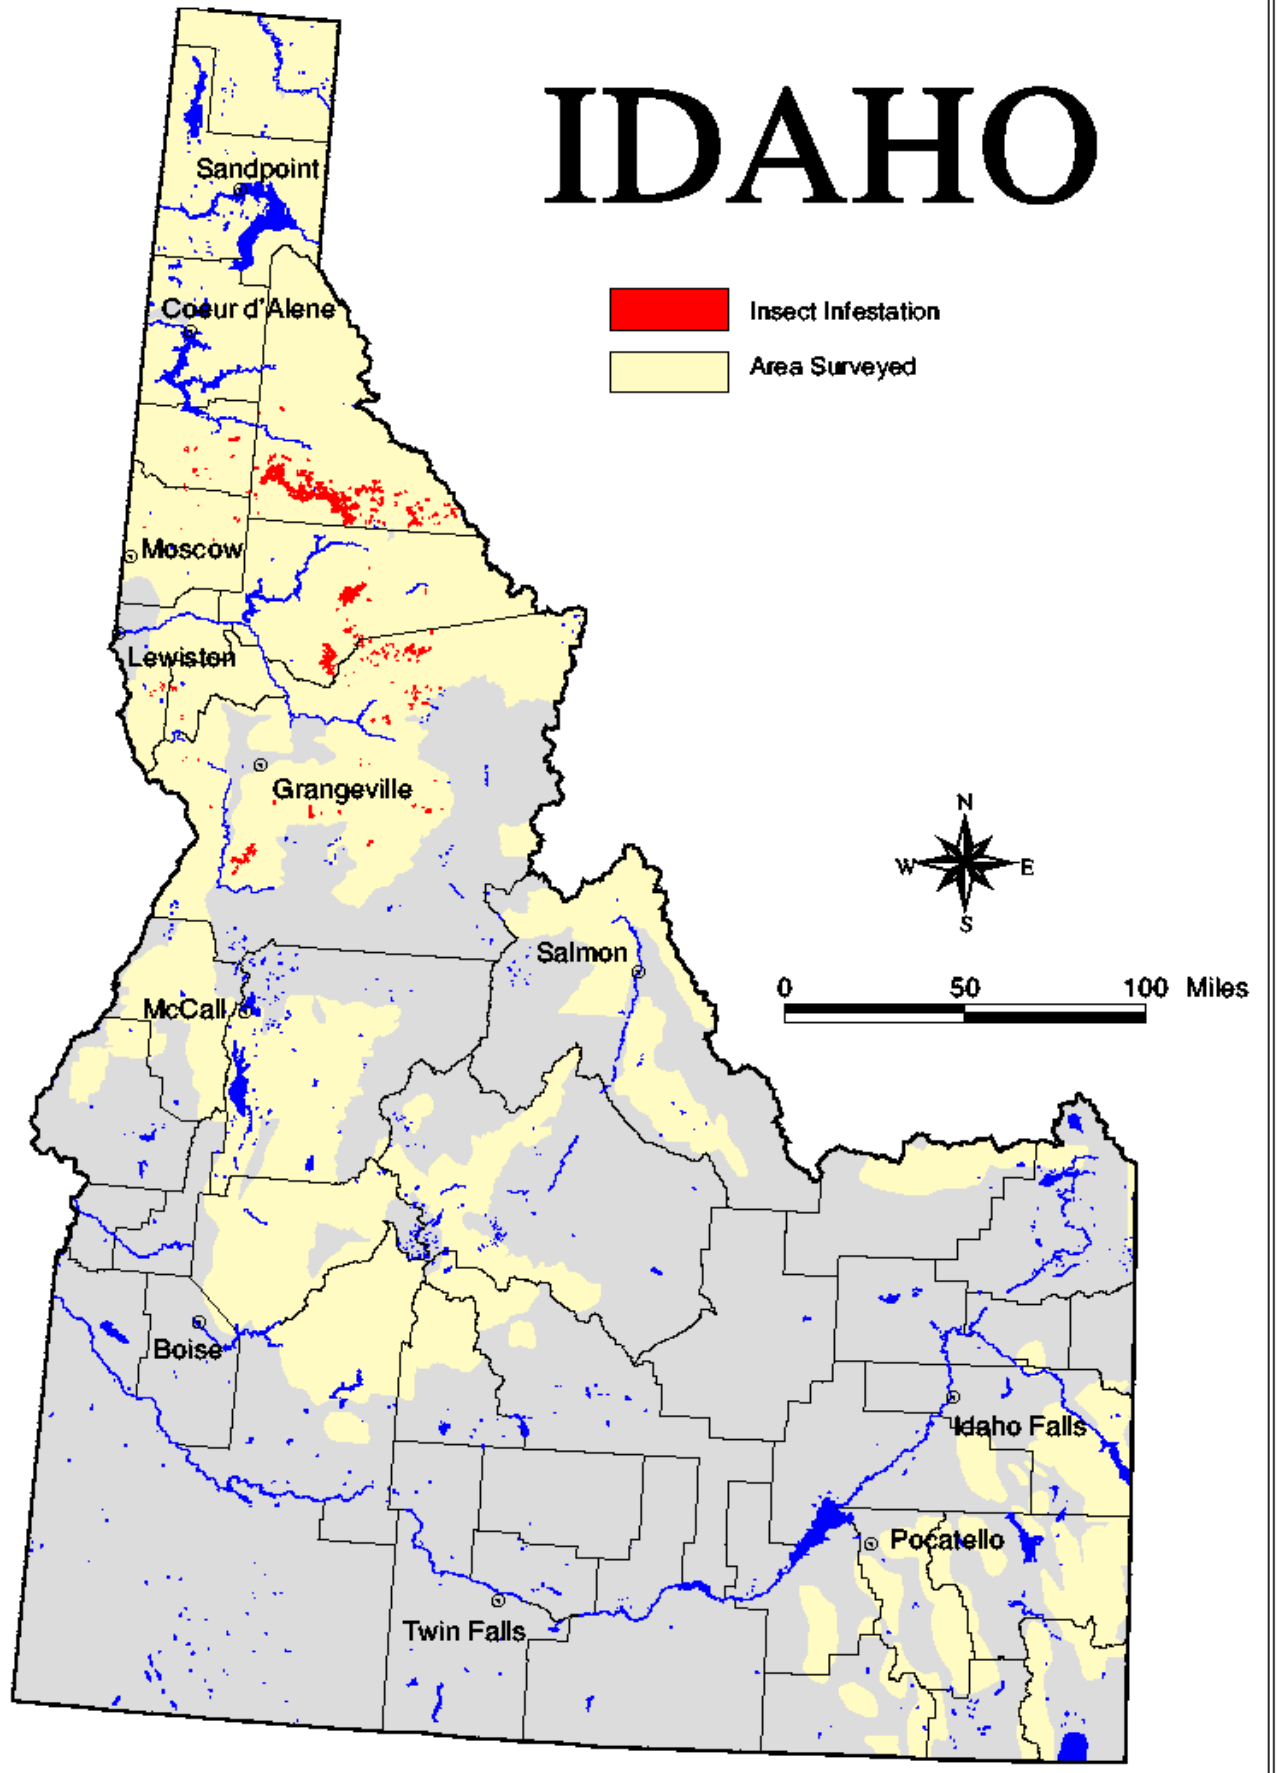 IDAHO
Sandpoint
Coeur d'Alene
Insect Infestation
Area Surveyed
Moscow
Lewiston
Grangeville
N
W E
S
Salmon
0 50 100 Miles
McCall
Boise
Idaho Falls
Pocatello
Twin Falls